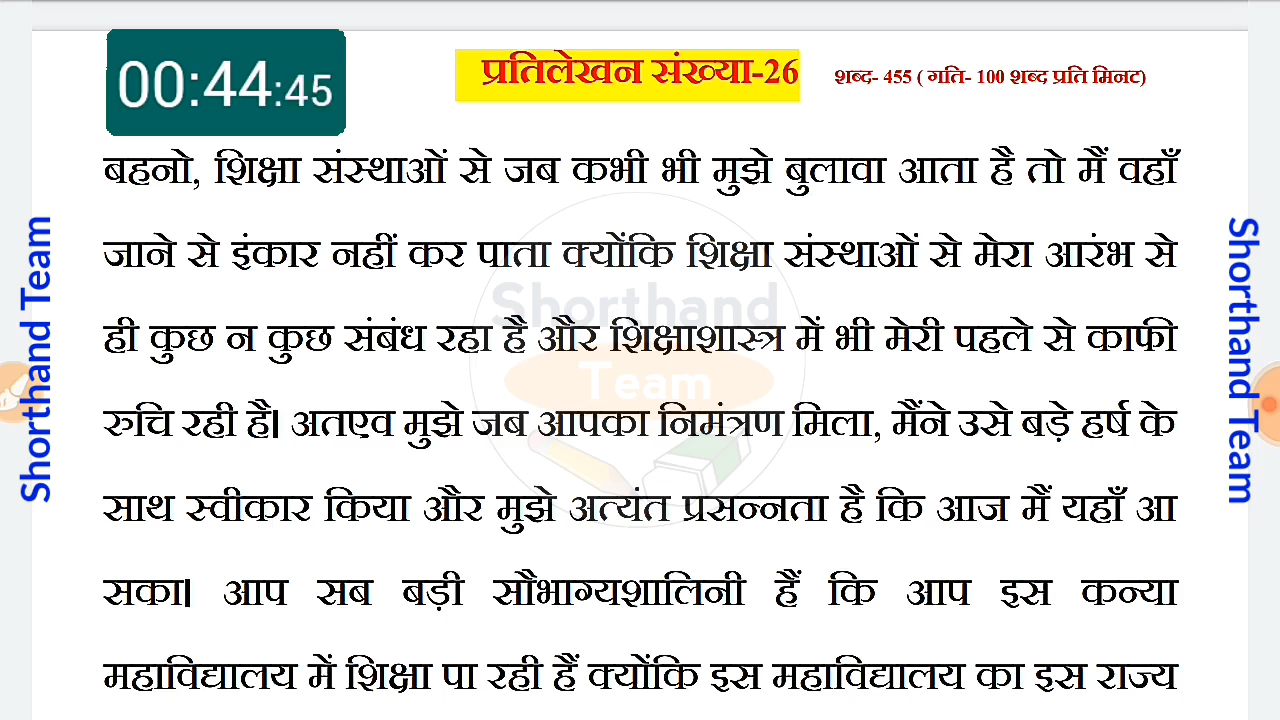 00:44:45
प्रतिलेखन संख्या-26
शब्द- 455 ( गति- 100 शब्द प्रति मिनट)
बहनो, शिक्षा संस्थाओं से जब कभी भी मुझे बुलावा आता है तो मैं वहाँ
जाने से इंकार नहीं कर पाता क्योंकि शिक्षा संस्थाओं से मेरा आरंभ से
ही कुछ न कुछ संबंध रहा है और शिक्षाशास्त्र में भी मेरी पहले से काफी
रुचि रही है। अतएव मुझे जब आपका निमंत्रण मिला, मैंने उसे बड़े हर्ष के
साथ स्वीकार किया और मुझे अत्यंत प्रसन्नता है कि आज मैं यहाँ आ
सका। आप सब बड़ी सौभाग्यशालिनी हैं कि आप इस कन्या
महाविद्यालय में शिक्षा पा रही हैं क्योंकि इस महाविद्यालय का इस राज्य
Shorthand Team
Shorthand Team
Shorthand
Team